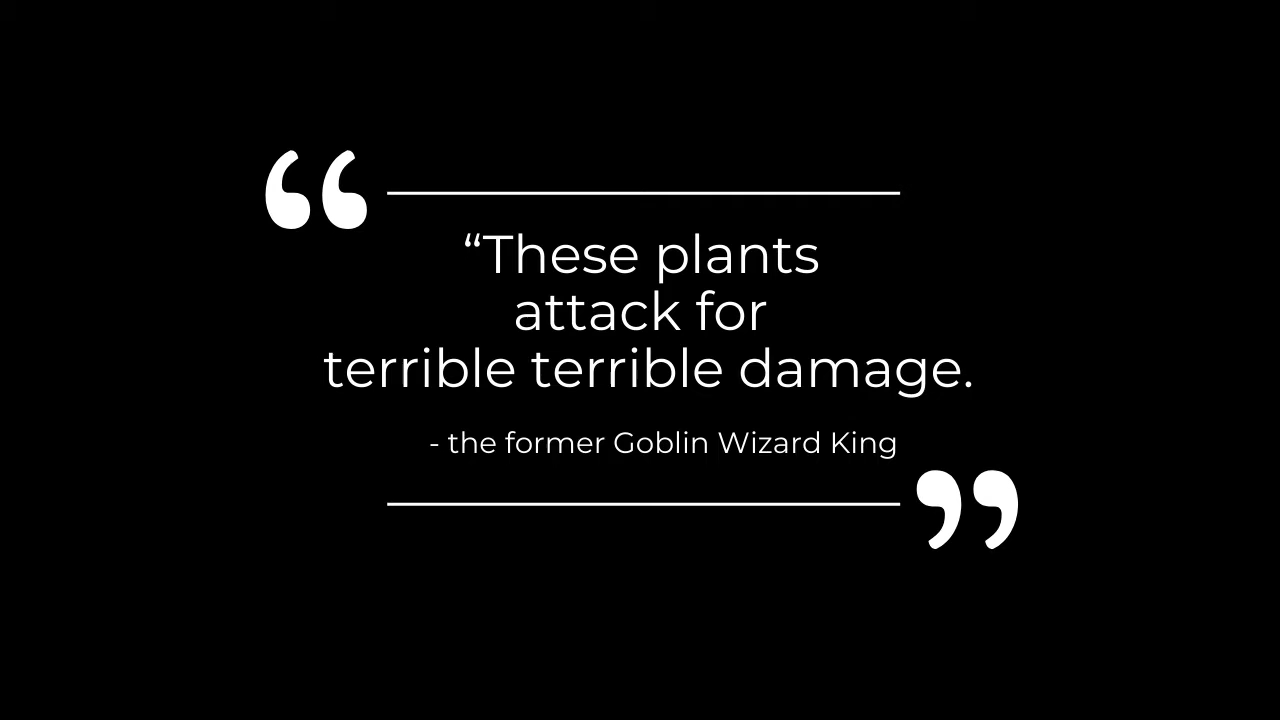 “These plants
attack for
terrible terrible damage.
- the former Goblin Wizard King